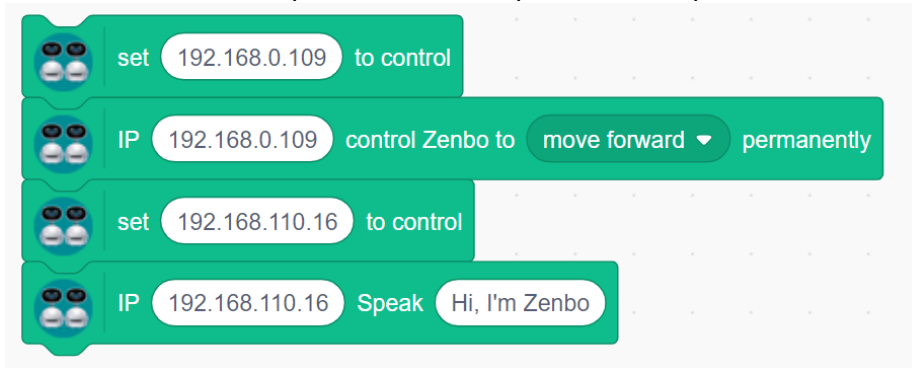 set 192.168.0.109 to control
IP 192.168.0.109 control Zenbo to move forward permanently
set 192.168.110.16 to control
IP 192.168.110.16 Speak Hi, I'm Zenbo